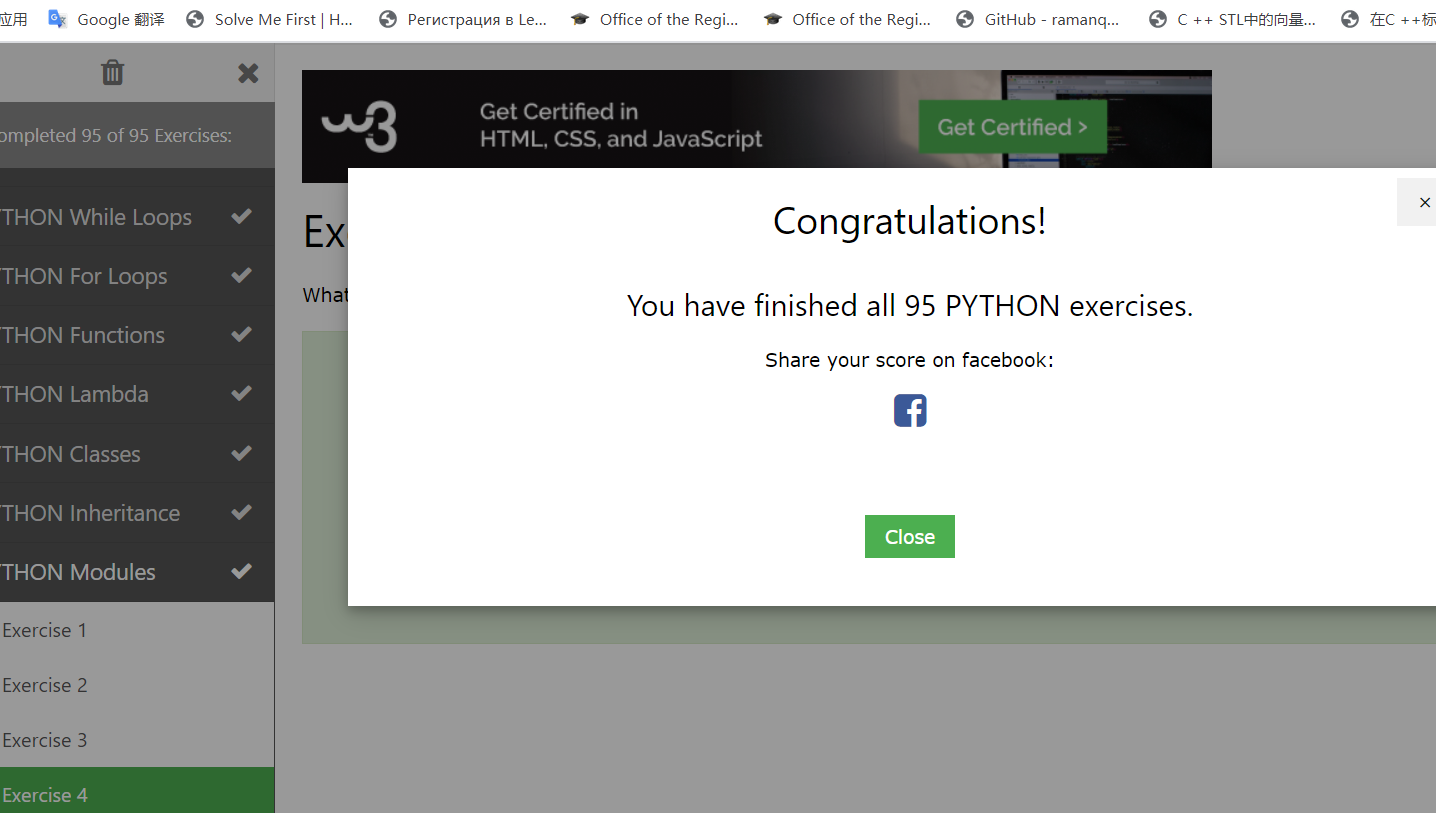 应用 Google 翻译 Solve Me First | H... Регистрация в Le... Office of the Regi... Office of the Regi... GitHub - ramanq... C ++ STL中的向量... 在C ++标
ompleted 95 of 95 Exercises:
THON While Loops
THON For Loops
THON Functions
THON Lambda
THON Classes
THON Inheritance
THON Modules
Exercise 1
Exercise 2
Exercise 3
Exercise 4
w3
Get Certified in
HTML, CSS, and JavaScript
Get Certified >
Ex
What
×
Congratulations!
You have finished all 95 PYTHON exercises.
Share your score on facebook:
Close